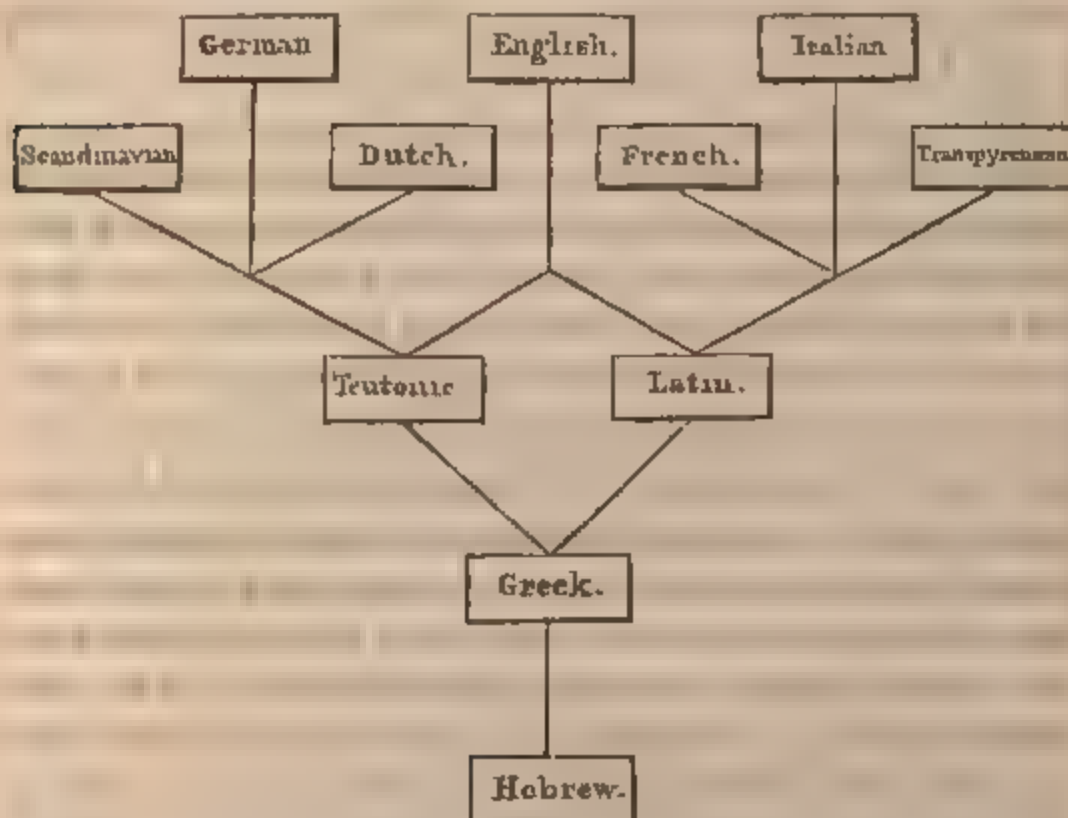 German
English.
Italian
Scandinavian
Dutch.
French.
Teutonic
Latin.
Greek.
Hebrew.